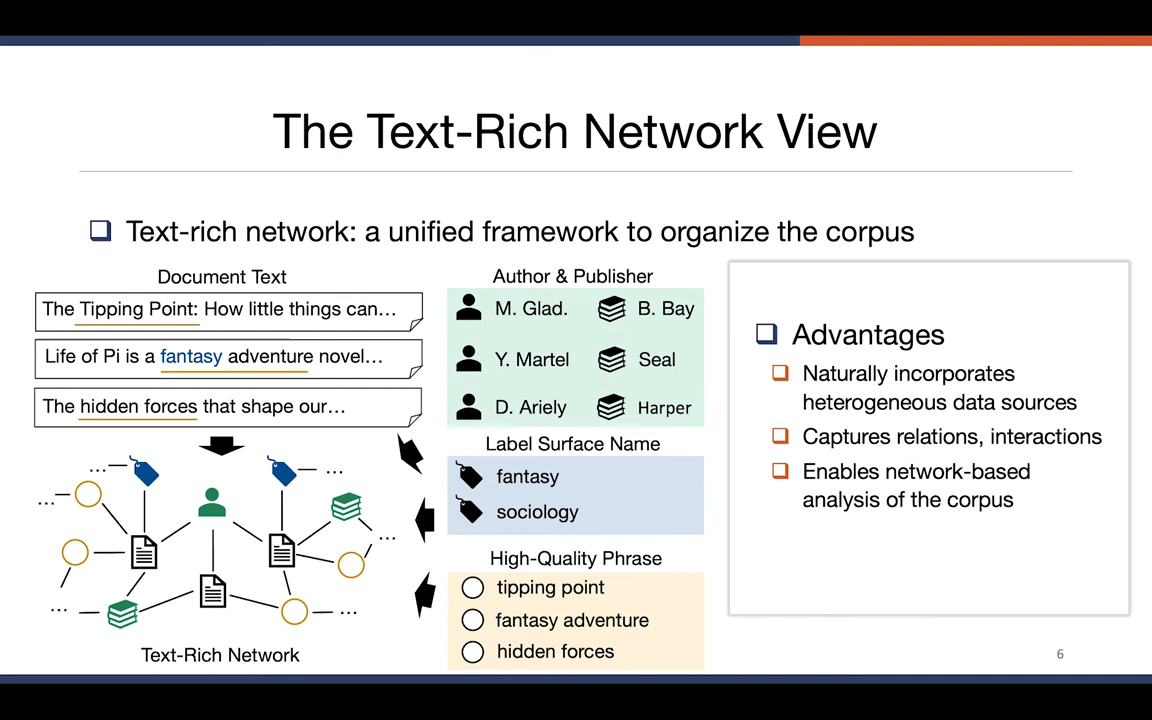 The Text-Rich Network View
Text-rich network: a unified framework to organize the corpus
Document Text
The Tipping Point: How little things can…
Life of Pi is a fantasy adventure novel…
The hidden forces that shape our…
Author & Publisher
M. Glad. B. Bay
Y. Martel Seal
D. Ariely Harper
Label Surface Name
fantasy
sociology
High-Quality Phrase
tipping point
fantasy adventure
hidden forces
... ...
...
...
... ...
Text-Rich Network
Advantages
Naturally incorporates
heterogeneous data sources
Captures relations, interactions
Enables network-based
analysis of the corpus
6